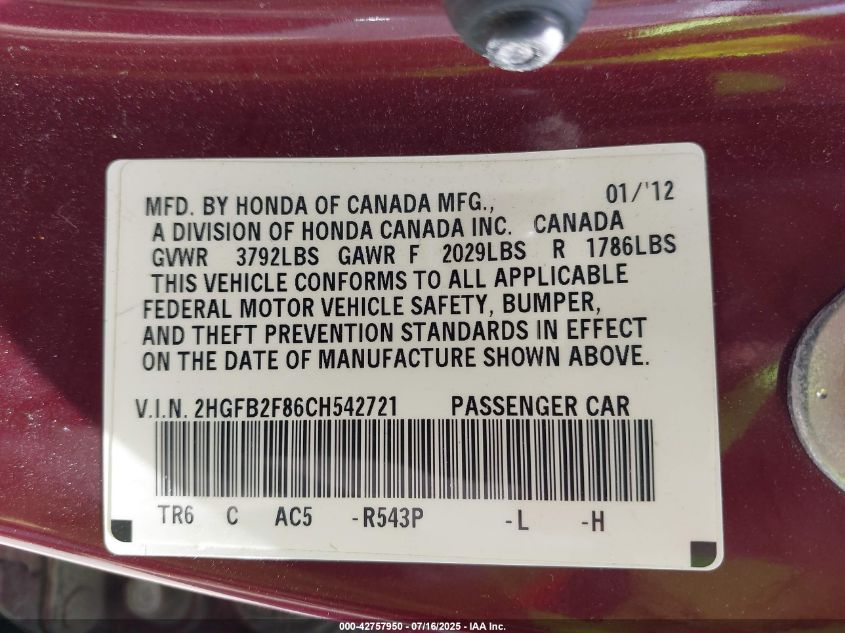 MFD. BY HONDA OF CANADA MFG., 01/'12
A DIVISION OF HONDA CANADA INC. CANADA
GVWR 3792LBS GAWR F 2029LBS R 1786LBS
THIS VEHICLE CONFORMS TO ALL APPLICABLE
FEDERAL MOTOR VEHICLE SAFETY, BUMPER,
AND THEFT PREVENTION STANDARDS IN EFFECT
ON THE DATE OF MANUFACTURE SHOWN ABOVE.
V.I.N. 2HGFB2F86CH542721 PASSENGER CAR
TR6 C AC5 -R543P -L -H
000-42757950 - 07/16/2025 - IAA Inc.